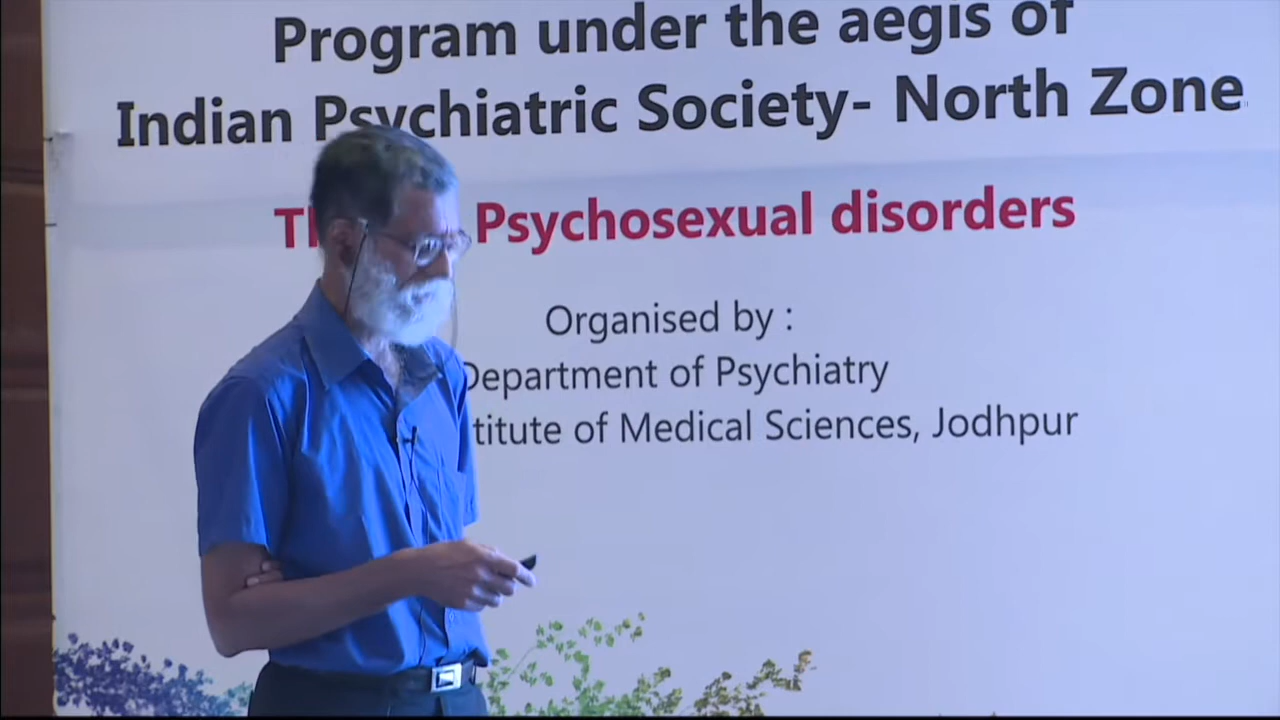 Program under the aegis of
Indian Psychiatric Society- North Zone
Psychosexual disorders
Organised by :
Department of Psychiatry
of Medical Sciences, Jodhpur